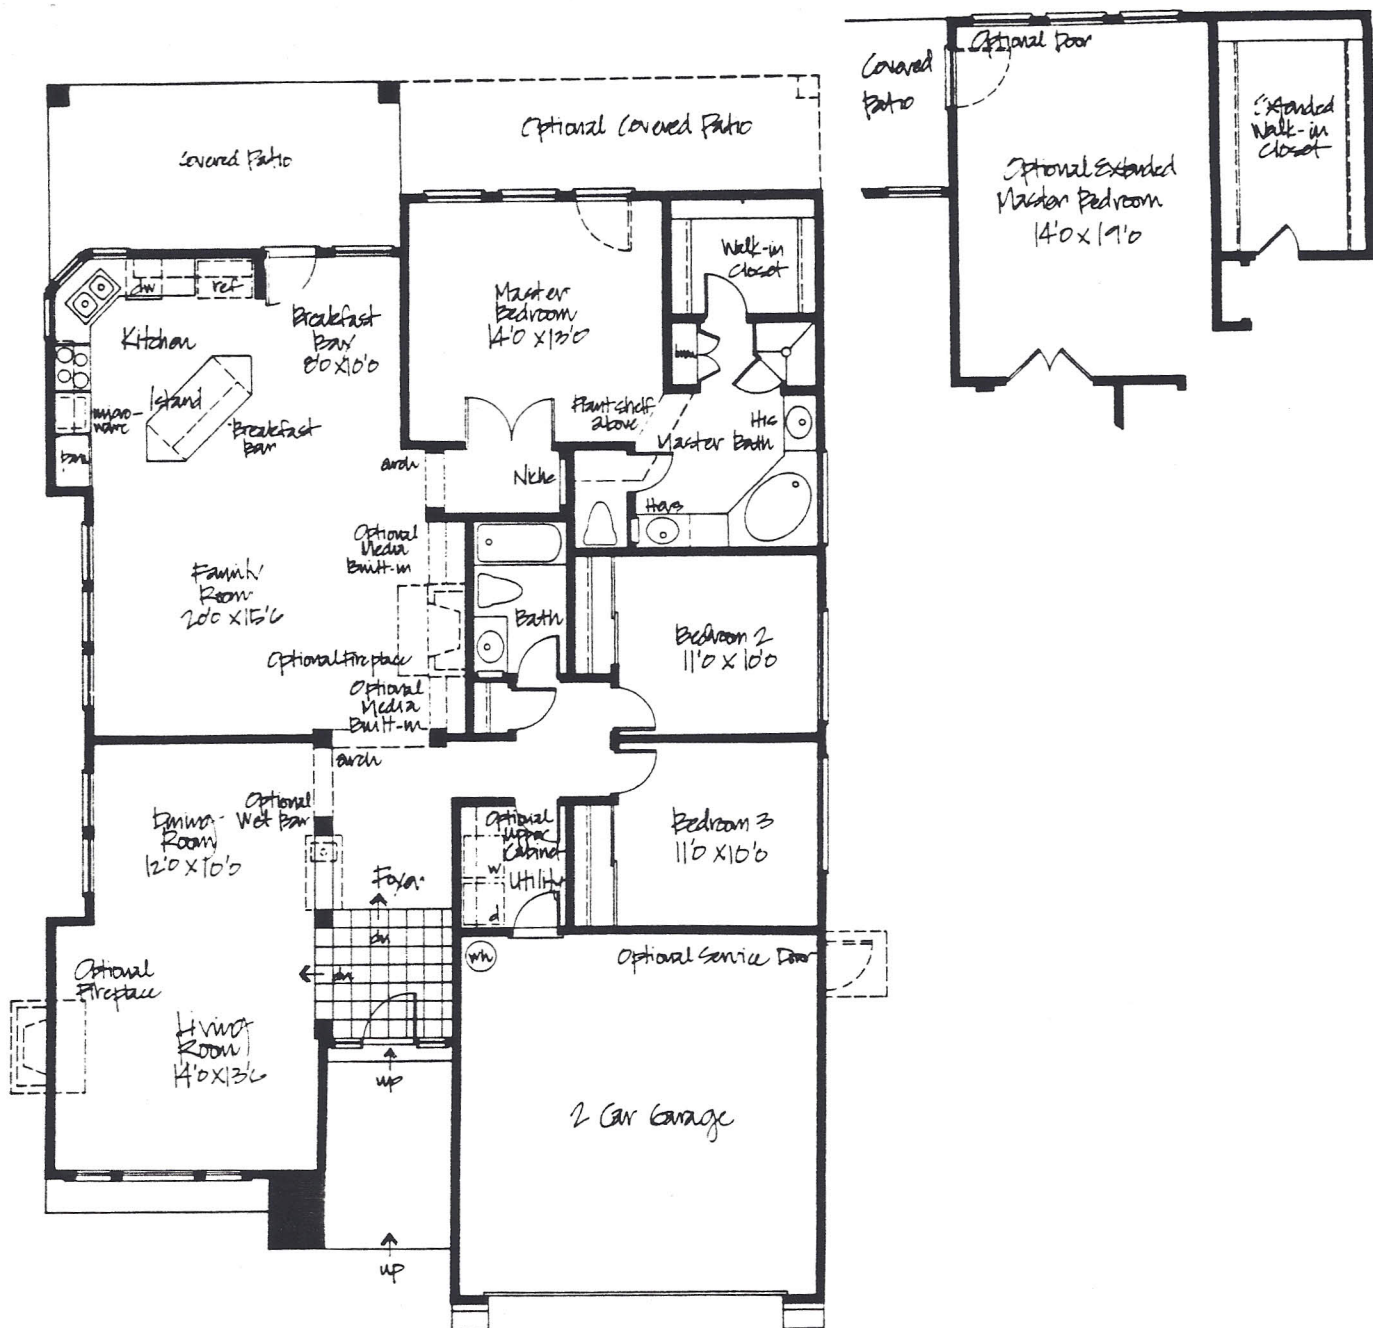 Optional Door
Covered
Patio
Extended
Walk-in
Closet
Optional Extended
Master Bedroom
14'0 x 19'0
Optional Covered Patio
Covered Patio
Walk-in
Closet
dw
ref
Master
Bedroom
14'0 x 13'0
Breakfast
Bay
8'0 x 10'0
Kitchen
Island
micro-
wave
Breakfast
Bar
Plant shelf
above
His
Master Bath
arch
Niche
Hers
Optional
Media
Built-in
Family
Room
20'0 x 15'6
Bath
Bedroom 2
11'0 x 10'0
Optional Fireplace
Optional
Media
Built-in
arch
Optional
Wet Bar
Dining
Room
12'0 x 10'0
Optional
Upper
Cabinet
Utility
w
d
Bedroom 3
11'0 x 10'0
Foyer
dn
dn
wh
Optional Service Door
Optional
Fireplace
Living
Room
14'0 x 13'6
up
2 Car Garage
up